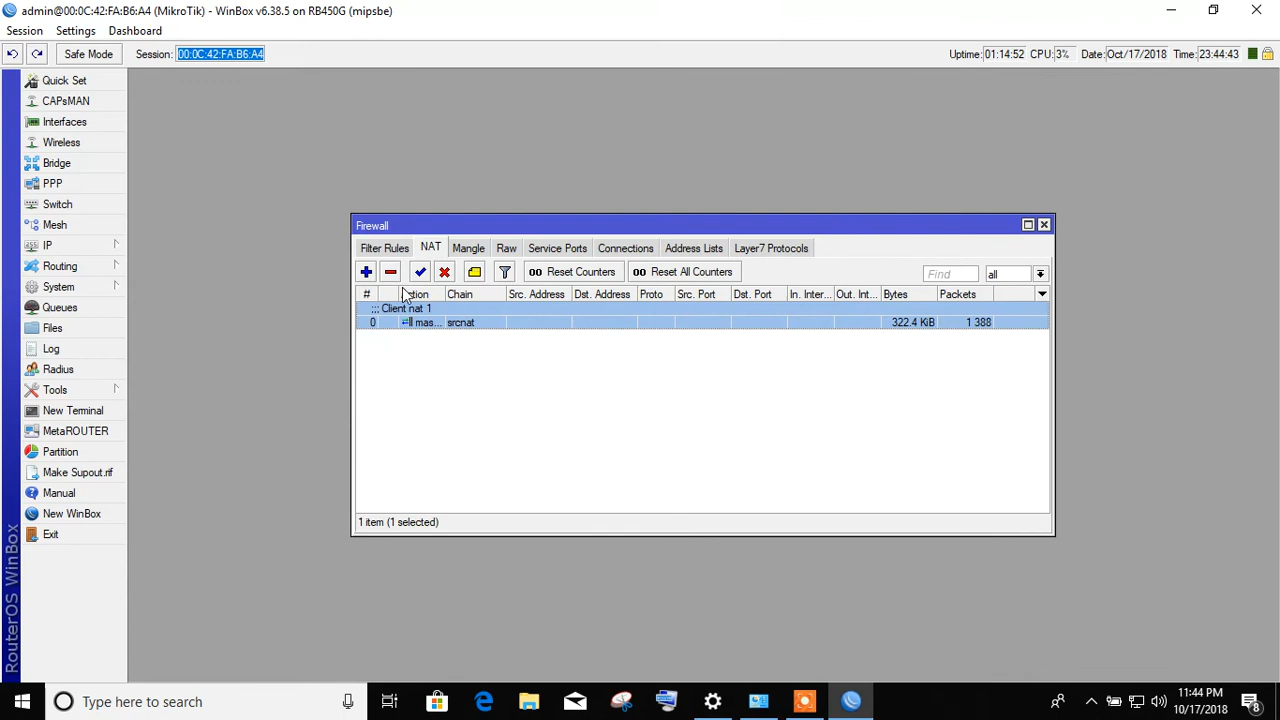 admin@00:0C:42:FA:B6:A4 (MikroTik) - WinBox v6.38.5 on RB450G (mipsbe)
Session Settings Dashboard
Safe Mode Session: 00:0C:42:FA:B6:A4 Uptime: 01:14:52 CPU: 3% Date: Oct/17/2018 Time: 23:44:43
Quick Set
CAPsMAN
Interfaces
Wireless
Bridge
PPP
Switch
Mesh
IP
Routing
System
Queues
Files
Log
Radius
Tools
New Terminal
MetaROUTER
Partition
Make Supout.rif
Manual
New WinBox
Exit
RouterOS WinBox
Firewall
Filter Rules NAT Mangle Raw Service Ports Connections Address Lists Layer7 Protocols
00 Reset Counters 00 Reset All Counters Find all
# Chain Src. Address Dst. Address Proto Src. Port Dst. Port In. Inter... Out. Int... Bytes Packets
;;; Client nat 1
0 mas... srcnat 322.4 KiB 1 388
1 item (1 selected)
Type here to search
11:44 PM
10/17/2018
8